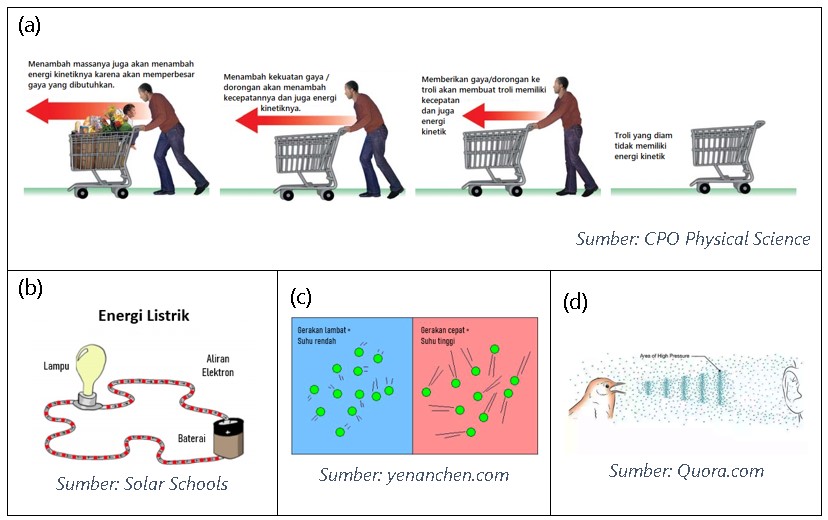 (a)
Menambah massanya juga akan menambah
energi kinetiknya karena akan memperbesar
gaya yang dibutuhkan.
Menambah kekuatan gaya /
dorongan akan menambah
kecepatannya dan juga energi
kinetiknya.
Memberikan gaya/dorongan ke
troli akan membuat troli memiliki
kecepatan
dan juga
energi
kinetik
Troli yang diam
tidak memiliki
energi kinetik
Sumber: CPO Physical Science
(b)
Energi Listrik
Lampu
Aliran
Elektron
Baterai
Sumber: Solar Schools
(c)
Gerakan lambat =
Suhu rendah
Gerakan cepat =
Suhu tinggi
Sumber: yenanchen.com
(d)
Area of High Pressure
Sumber: Quora.com